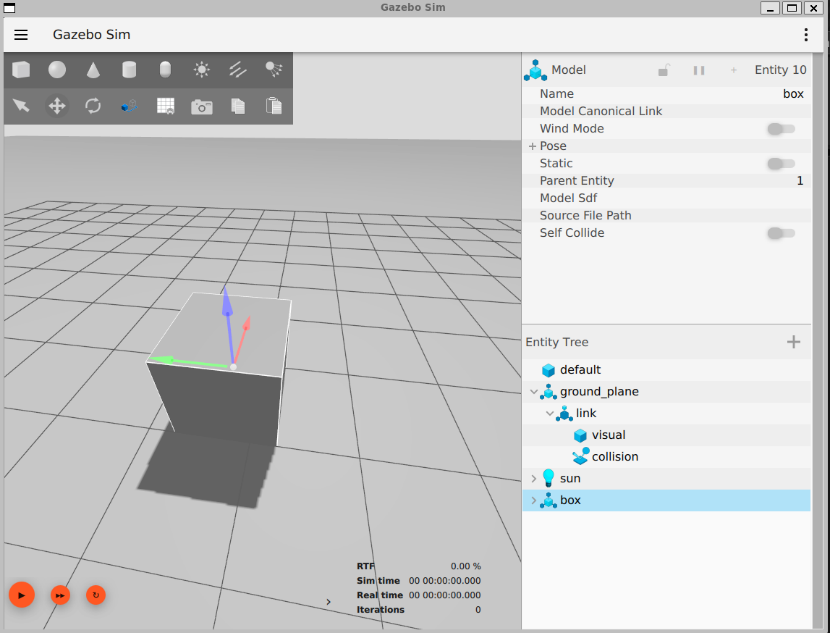 Gazebo Sim
Gazebo Sim
Model Entity 10
Name box
Model Canonical Link
Wind Mode
Pose
Static
Parent Entity 1
Model Sdf
Source File Path
Self Collide
Entity Tree
default
ground_plane
link
visual
collision
sun
box
RTF 0.00 %
Sim time 00 00:00:00.000
Real time 00 00:00:00.000
Iterations 0